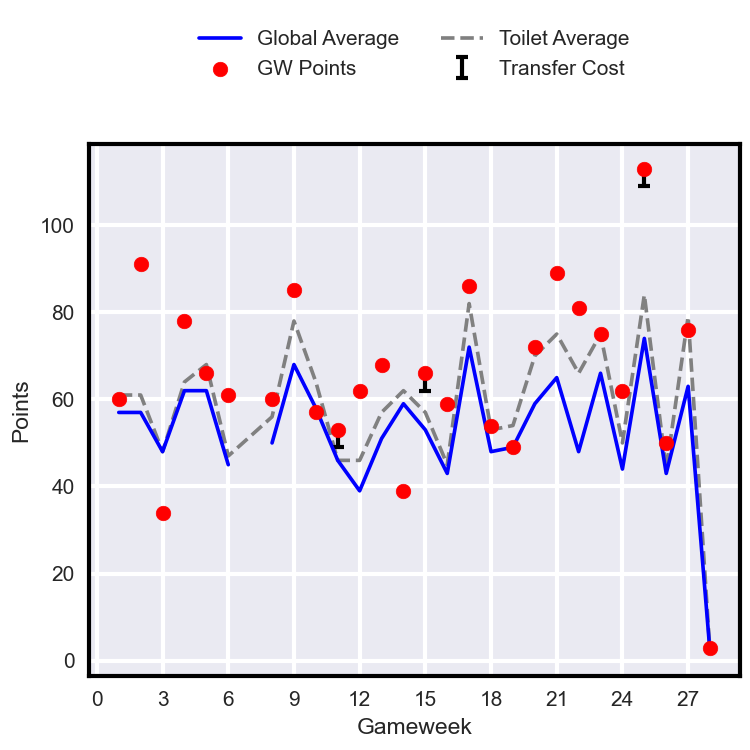 Global Average
Toilet Average
GW Points
Transfer Cost
100
80
60
40
20
0
Points
0 3 6 9 12 15 18 21 24 27
Gameweek